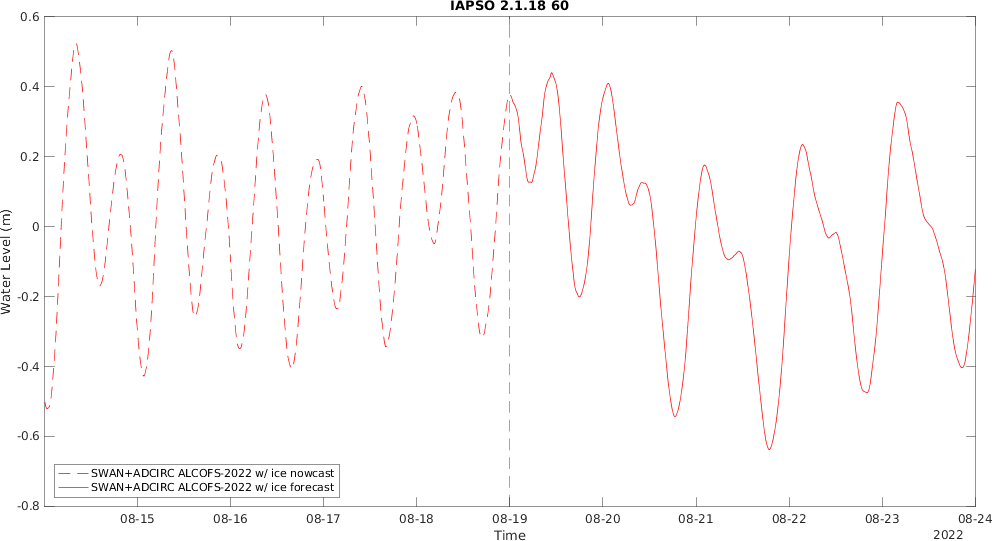 IAPSO 2.1.18 60
0.6
0.4
0.2
0
-0.2
-0.4
-0.6
-0.8
Water Level (m)
SWAN+ADCIRC ALCOFS-2022 w/ ice nowcast
SWAN+ADCIRC ALCOFS-2022 w/ ice forecast
08-15 08-16 08-17 08-18 08-19 08-20 08-21 08-22 08-23 08-24
Time
2022